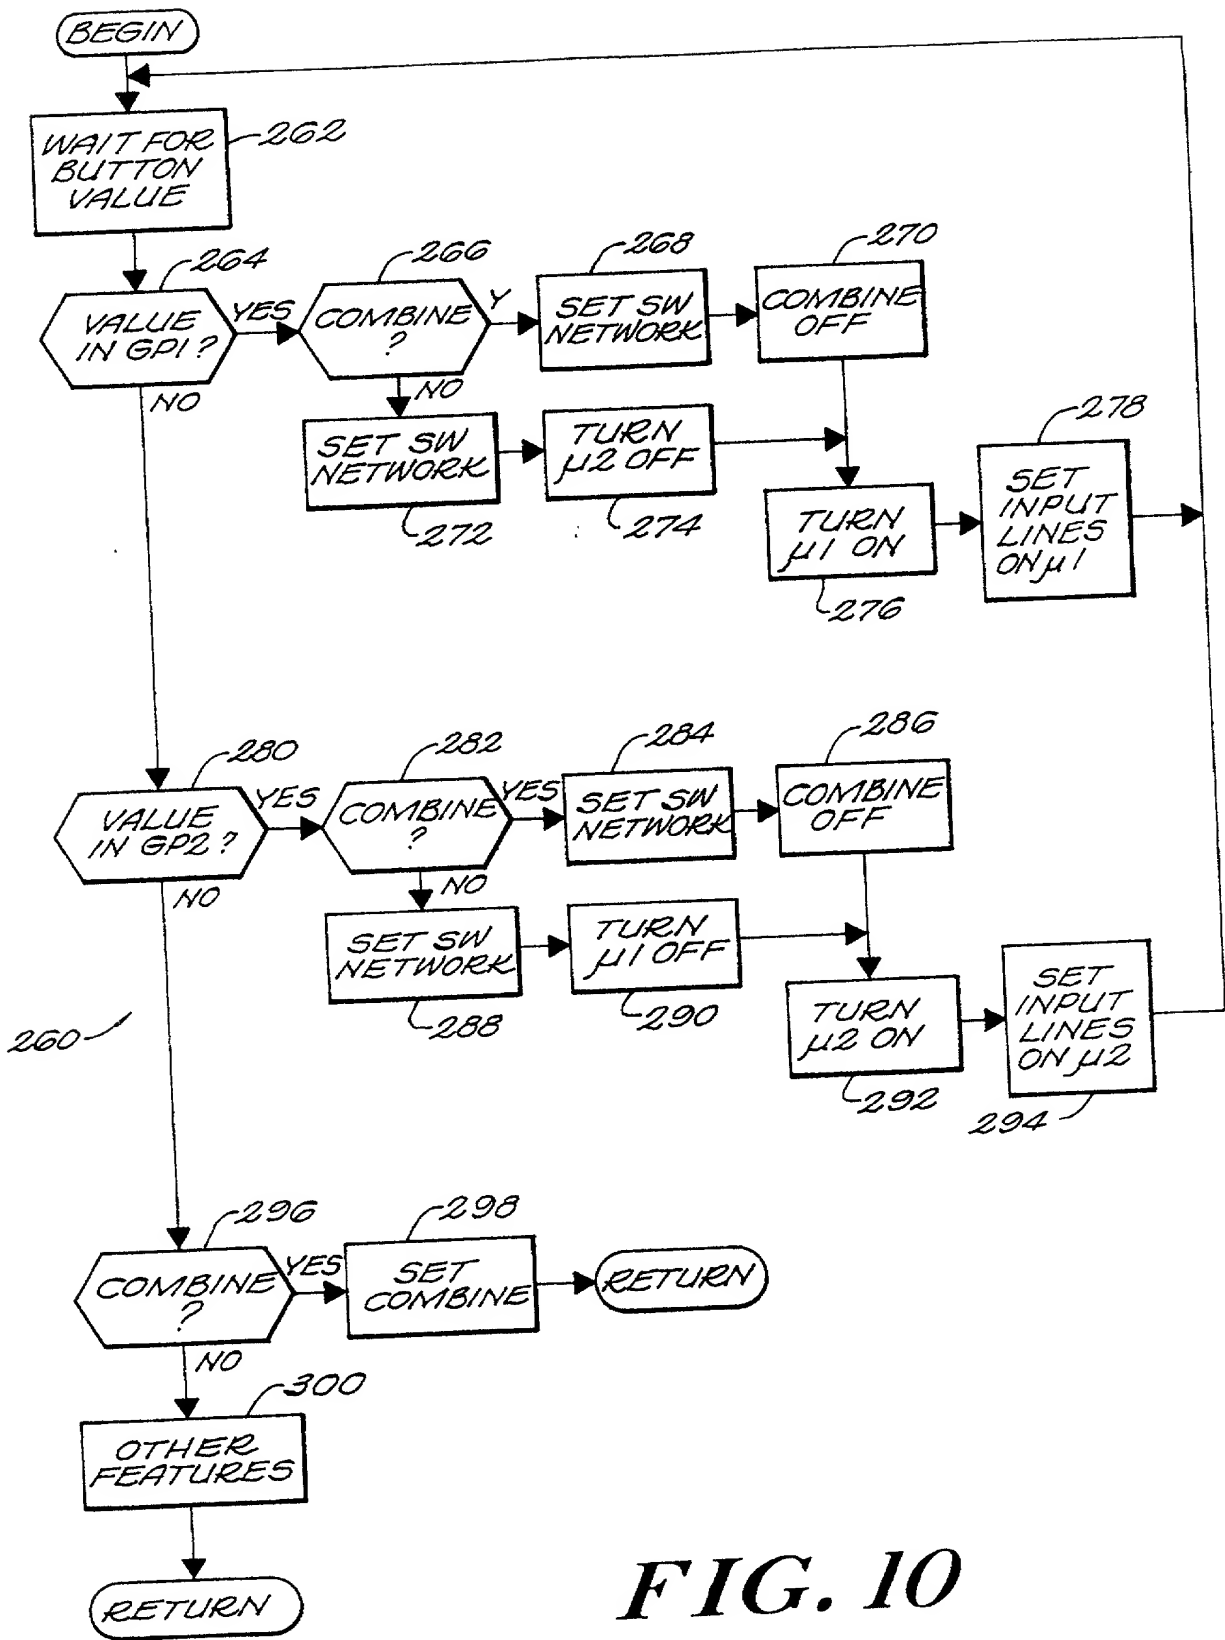 BEGIN
WAIT FOR
BUTTON
VALUE
262
264
VALUE
IN GP1?
YES
NO
266
COMBINE
?
Y
NO
268
SET SW
NETWORK
270
COMBINE
OFF
SET SW
NETWORK
272
TURN
μ2 OFF
274
TURN
μ1 ON
276
278
SET
INPUT
LINES
ON μ1
280
VALUE
IN GP2?
YES
NO
282
COMBINE
?
YES
NO
284
SET SW
NETWORK
286
COMBINE
OFF
SET SW
NETWORK
288
TURN
μ1 OFF
290
TURN
μ2 ON
292
SET
INPUT
LINES
ON μ2
294
260
296
COMBINE
?
YES
NO
298
SET
COMBINE
RETURN
300
OTHER
FEATURES
RETURN
FIG. 10